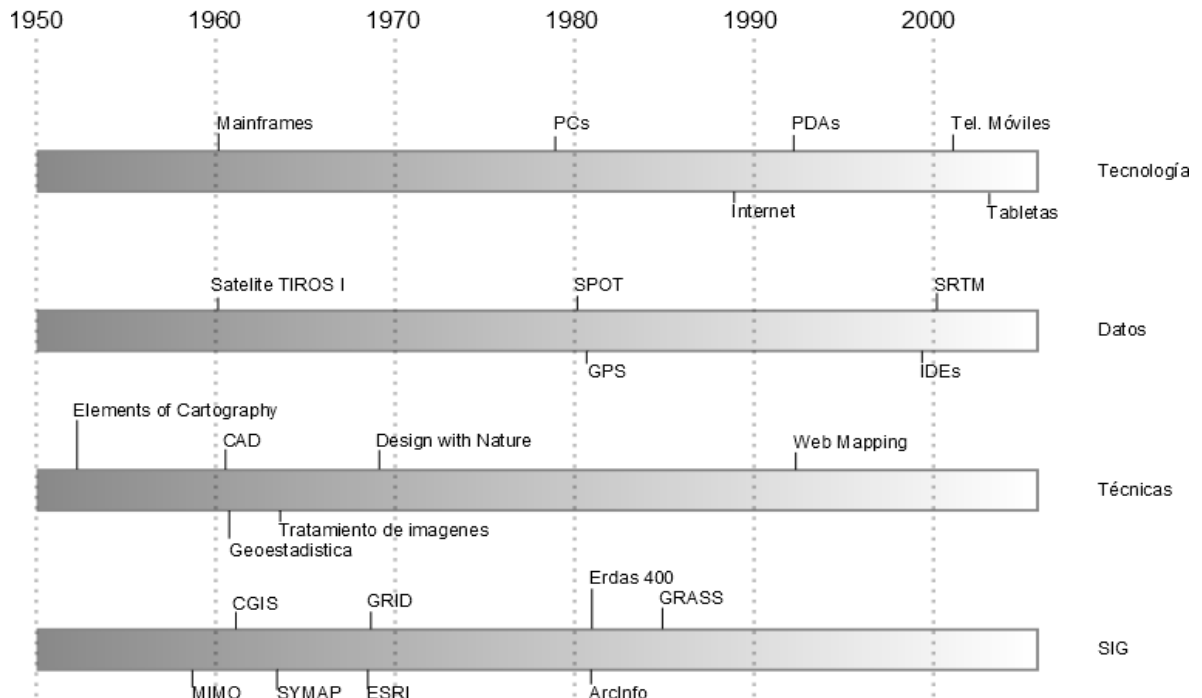 1950 1960 1970 1980 1990 2000
Mainframes PCs PDAs Tel. Móviles
Tecnología
Internet Tabletas
Satelite TIROS I SPOT SRTM
Datos
GPS IDEs
Elements of Cartography
CAD Design with Nature Web Mapping
Técnicas
Tratamiento de imagenes
Geoestadistica
Erdas 400
CGIS GRID GRASS
SIG
MIMO SYMAP ESRI ArcInfo